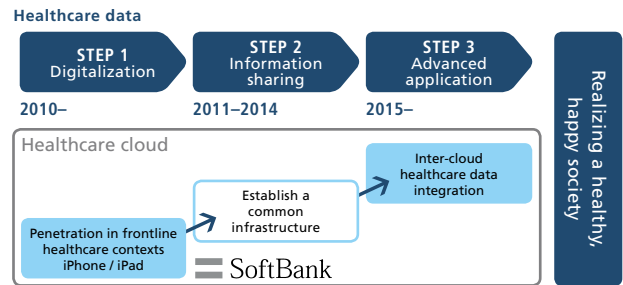 Healthcare data
STEP 1
Digitalization
STEP 2
Information
sharing
STEP 3
Advanced
application
2010–
2011–2014
2015–
Realizing a healthy,
happy society
Healthcare cloud
Inter-cloud
healthcare data
integration
Establish a
common
infrastructure
Penetration in frontline
healthcare contexts
iPhone / iPad
SoftBank